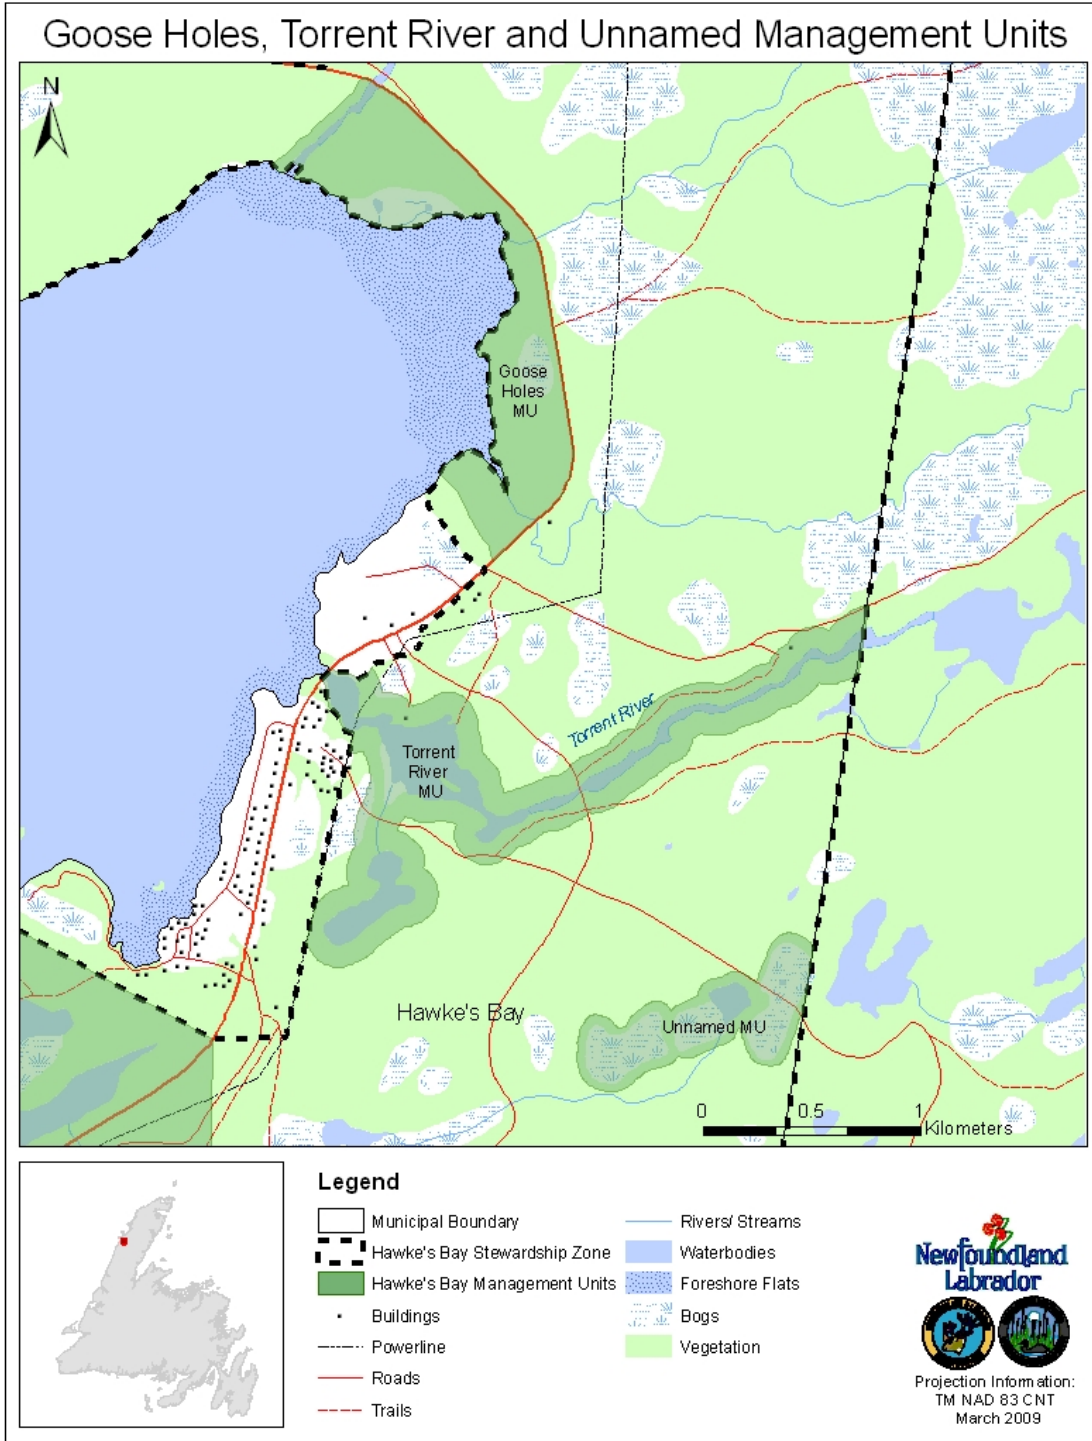 Goose Holes, Torrent River and Unnamed Management Units
N
Goose
Holes
MU
Torrent River
Torrent
River
MU
Hawke's Bay
Unnamed MU
0 0.5 1
Kilometers
Legend
Municipal Boundary
Hawke's Bay Stewardship Zone
Hawke's Bay Management Units
Buildings
Powerline
Roads
Trails
Rivers/ Streams
Waterbodies
Foreshore Flats
Bogs
Vegetation
Newfoundland
Labrador
Projection Information:
TM NAD 83 CNT
March 2009